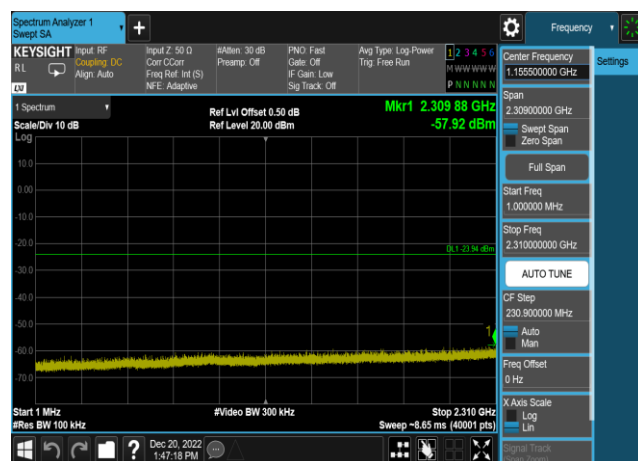 Spectrum Analyzer 1
Swept SA
Frequency
KEYSIGHT Input: RF Input Z: 50 Ω #Atten: 30 dB PNO: Fast Avg Type: Log-Power 1 2 3 4 5 6
RL Coupling: DC Corr CCorr Preamp: Off Gate: Off Trig: Free Run M W W W W W
Align: Auto Freq Ref: Int (S) IF Gain: Low
NFE: Adaptive Sig Track: Off P N N N N N
LXI
1 Spectrum
Scale/Div 10 dB
Log
Ref Lvl Offset 0.50 dB
Ref Level 20.00 dBm
Mkr1 2.309 88 GHz
-57.92 dBm
10.0
0.00
-10.0
-20.0
DL1 -23.94 dBm
-30.0
-40.0
-50.0
1
-60.0
-70.0
Start 1 MHz #Video BW 300 kHz Stop 2.310 GHz
#Res BW 100 kHz Sweep ~8.65 ms (40001 pts)
Dec 20, 2022
1:47:18 PM
Center Frequency
1.155500000 GHz
Settings
Span
2.30900000 GHz
Swept Span
Zero Span
Full Span
Start Freq
1.000000 MHz
Stop Freq
2.310000000 GHz
AUTO TUNE
CF Step
230.900000 MHz
Auto
Man
Freq Offset
0 Hz
X Axis Scale
Log
Lin
Signal Track
(Span Zoom)